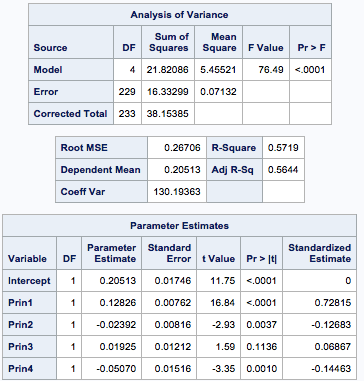 Analysis of Variance
Source DF Sum of Squares Mean Square F Value Pr > F
Model 4 21.82086 5.45521 76.49 <.0001
Error 229 16.33299 0.07132
Corrected Total 233 38.15385
Root MSE 0.26706 R-Square 0.5719
Dependent Mean 0.20513 Adj R-Sq 0.5644
Coeff Var 130.19363
Parameter Estimates
Variable DF Parameter Estimate Standard Error t Value Pr > |t| Standardized Estimate
Intercept 1 0.20513 0.01746 11.75 <.0001 0
Prin1 1 0.12826 0.00762 16.84 <.0001 0.72815
Prin2 1 -0.02392 0.00816 -2.93 0.0037 -0.12683
Prin3 1 0.01925 0.01212 1.59 0.1136 0.06867
Prin4 1 -0.05070 0.01516 -3.35 0.0010 -0.14463